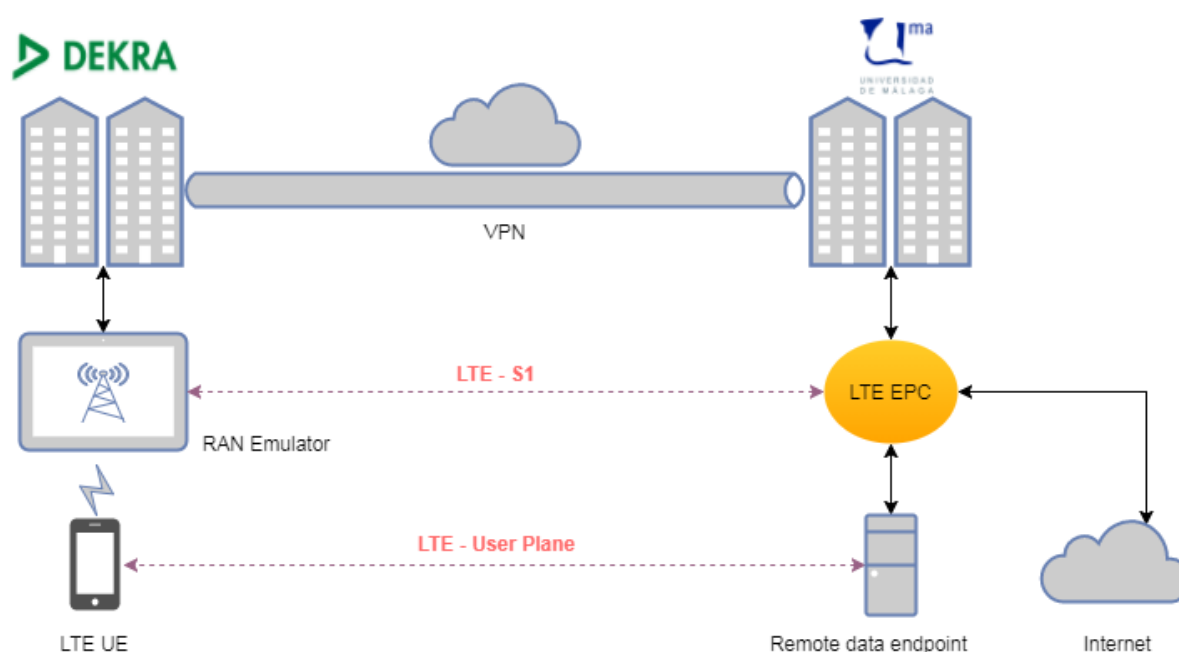 DEKRA
ma
UNIVERSIDAD
DE MÁLAGA
VPN
LTE - S1
LTE EPC
RAN Emulator
LTE - User Plane
LTE UE
Remote data endpoint
Internet